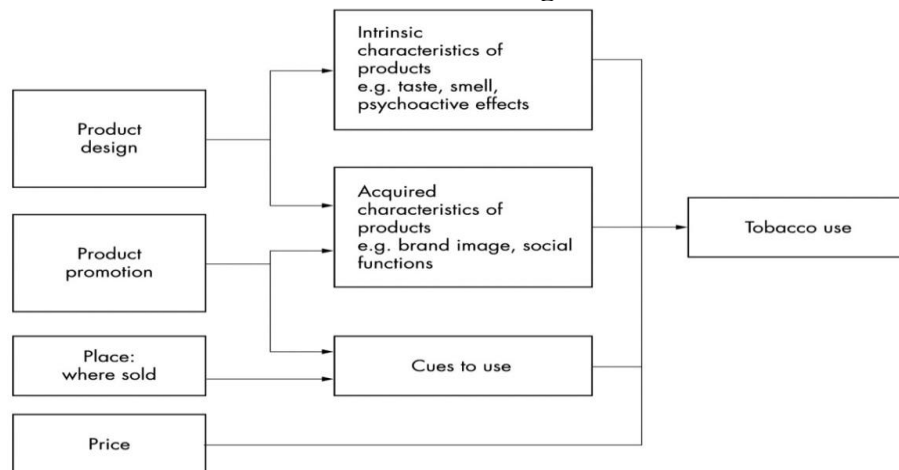 Intrinsic
characteristics of
products
e.g. taste, smell,
psychoactive effects
Product
design
Acquired
characteristics of
products
e.g. brand image, social
functions
Product
promotion
Tobacco use
Place:
where sold
Cues to use
Price